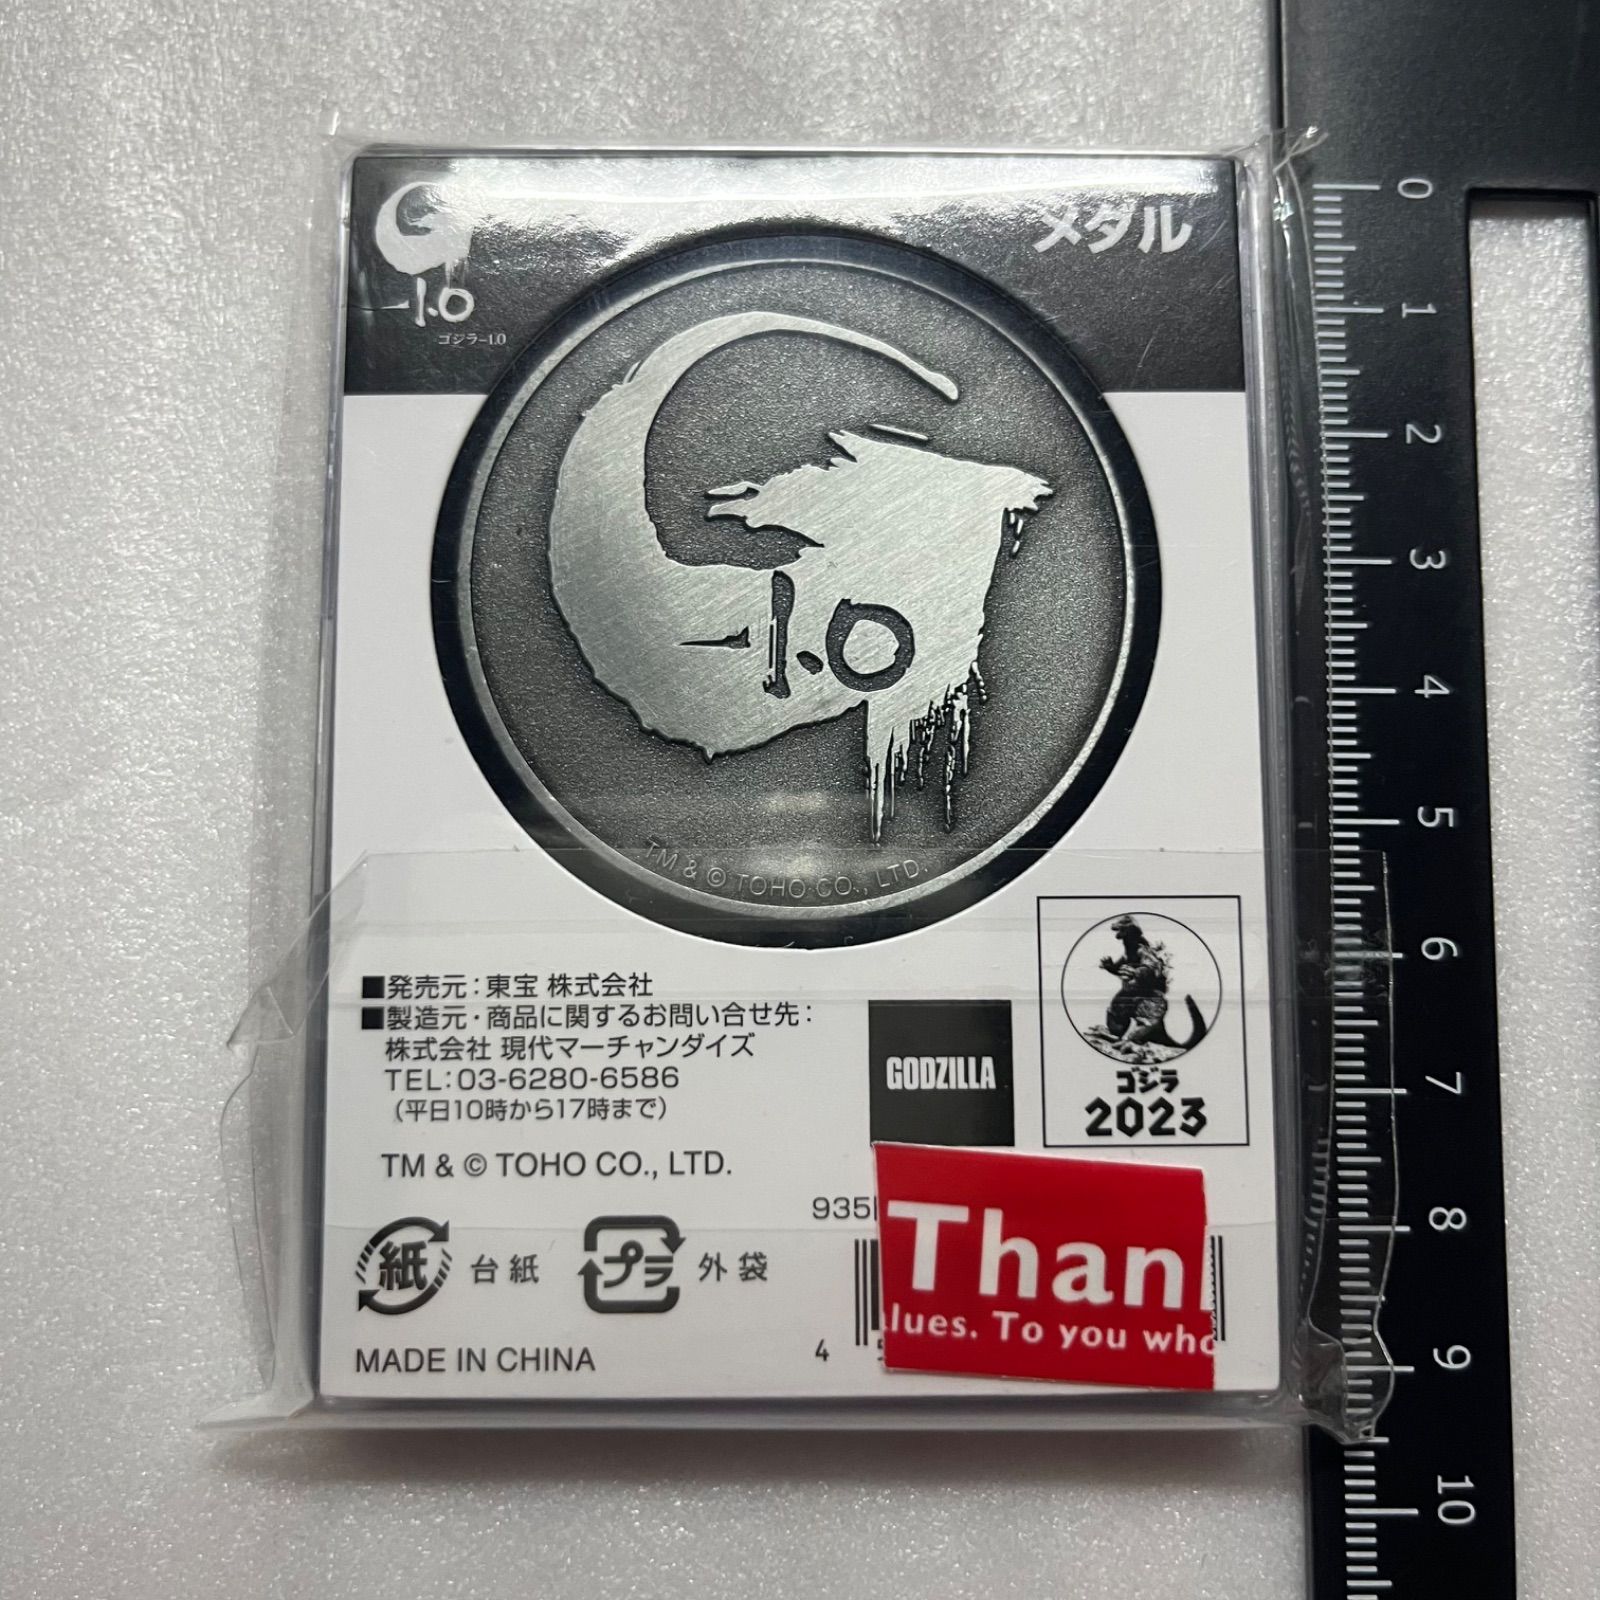 -1.0
ゴジラ-1.0
メダル
-1.0
TM & © TOHO CO., LTD.
■発売元：東宝 株式会社
■製造元・商品に関するお問い合せ先：
株式会社 現代マーチャンダイズ
TEL:03-6280-6586
（平日10時から17時まで）
TM & © TOHO CO., LTD.
GODZILLA
ゴジラ
2023
935
紙 台紙 プラ 外袋
MADE IN CHINA
4
Than
lues. To you who
0
1
2
3
4
5
6
7
8
9
10